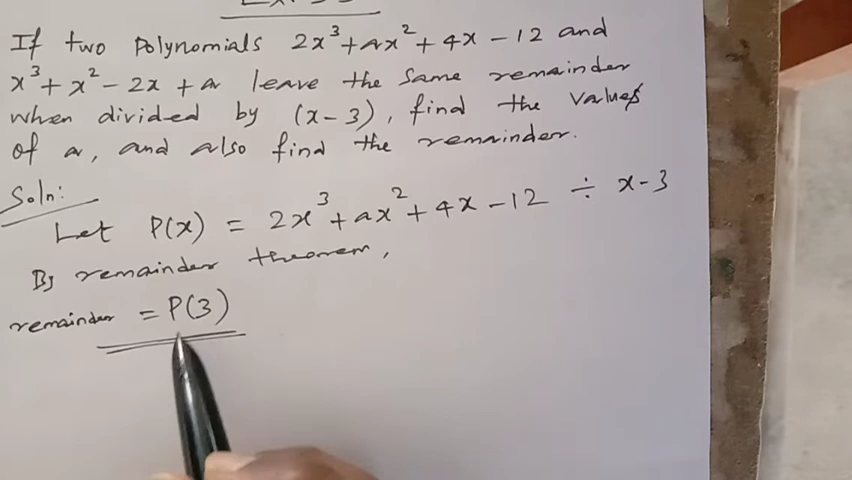 If two polynomials 2x³+ax²+4x-12 and
x³+x²-2x+a leave the same remainder
when divided by (x-3), find the values
of a, and also find the remainder.
Soln:
Let P(x) = 2x³+ax²+4x-12 ÷ x-3
By remainder theorem,
remainder = P(3)